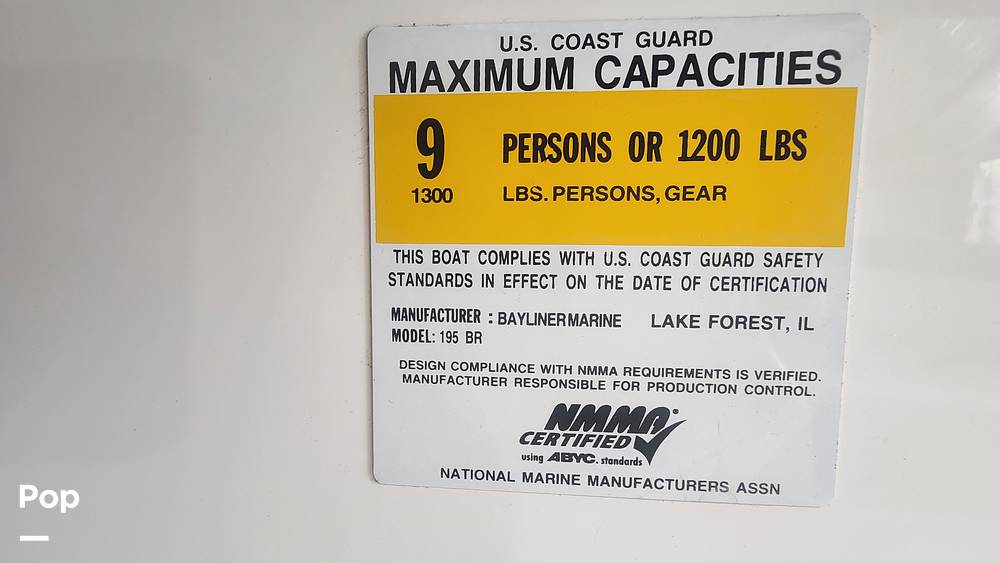 U.S. COAST GUARD
MAXIMUM CAPACITIES
9 PERSONS OR 1200 LBS
1300 LBS. PERSONS, GEAR
THIS BOAT COMPLIES WITH U.S. COAST GUARD SAFETY
STANDARDS IN EFFECT ON THE DATE OF CERTIFICATION
MANUFACTURER : BAYLINER MARINE LAKE FOREST, IL
MODEL: 195 BR
DESIGN COMPLIANCE WITH NMMA REQUIREMENTS IS VERIFIED.
MANUFACTURER RESPONSIBLE FOR PRODUCTION CONTROL.
NMMA
CERTIFIED
using ABYC. standards
NATIONAL MARINE MANUFACTURERS ASSN
Pop